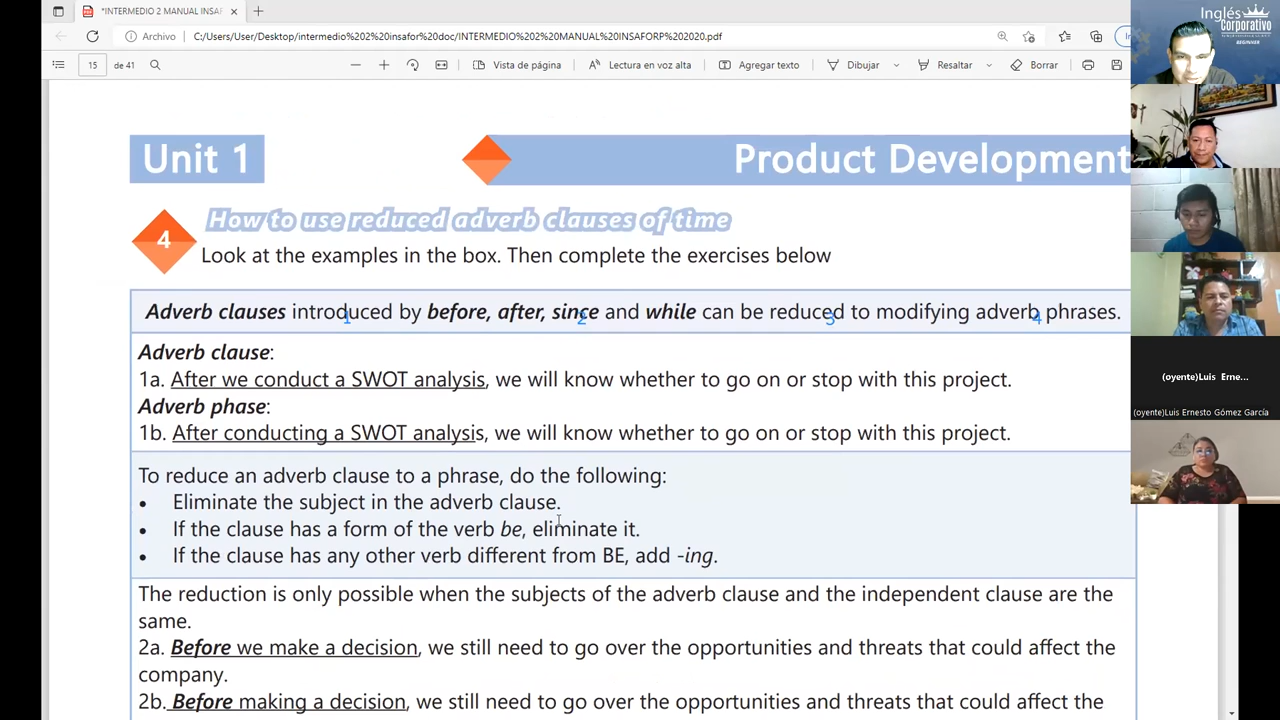 *INTERMEDIO 2 MANUAL INSAF
Archivo
C:/Users/User/Desktop/intermedio%202%20insafor%20doc/INTERMEDIO%202%20MANUAL%20INSAFORP%202020.pdf
15 de 41
Vista de página
Lectura en voz alta
Agregar texto
Dibujar
Resaltar
Borrar
Unit 1
Product Development
4
How to use reduced adverb clauses of time
Look at the examples in the box. Then complete the exercises below
Adverb clauses introduced by before, after, since and while can be reduced to modifying adverb phrases.
1 2 3 4
Adverb clause:
1a. After we conduct a SWOT analysis, we will know whether to go on or stop with this project.
Adverb phase:
1b. After conducting a SWOT analysis, we will know whether to go on or stop with this project.
To reduce an adverb clause to a phrase, do the following:
• Eliminate the subject in the adverb clause.
• If the clause has a form of the verb be, eliminate it.
• If the clause has any other verb different from BE, add -ing.
The reduction is only possible when the subjects of the adverb clause and the independent clause are the
same.
2a. Before we make a decision, we still need to go over the opportunities and threats that could affect the
company.
2b. Before making a decision, we still need to go over the opportunities and threats that could affect the
Inglés
Corporativo
BEGINNER
(oyente)Luis Erne...
(oyente)Luis Ernesto Gómez García